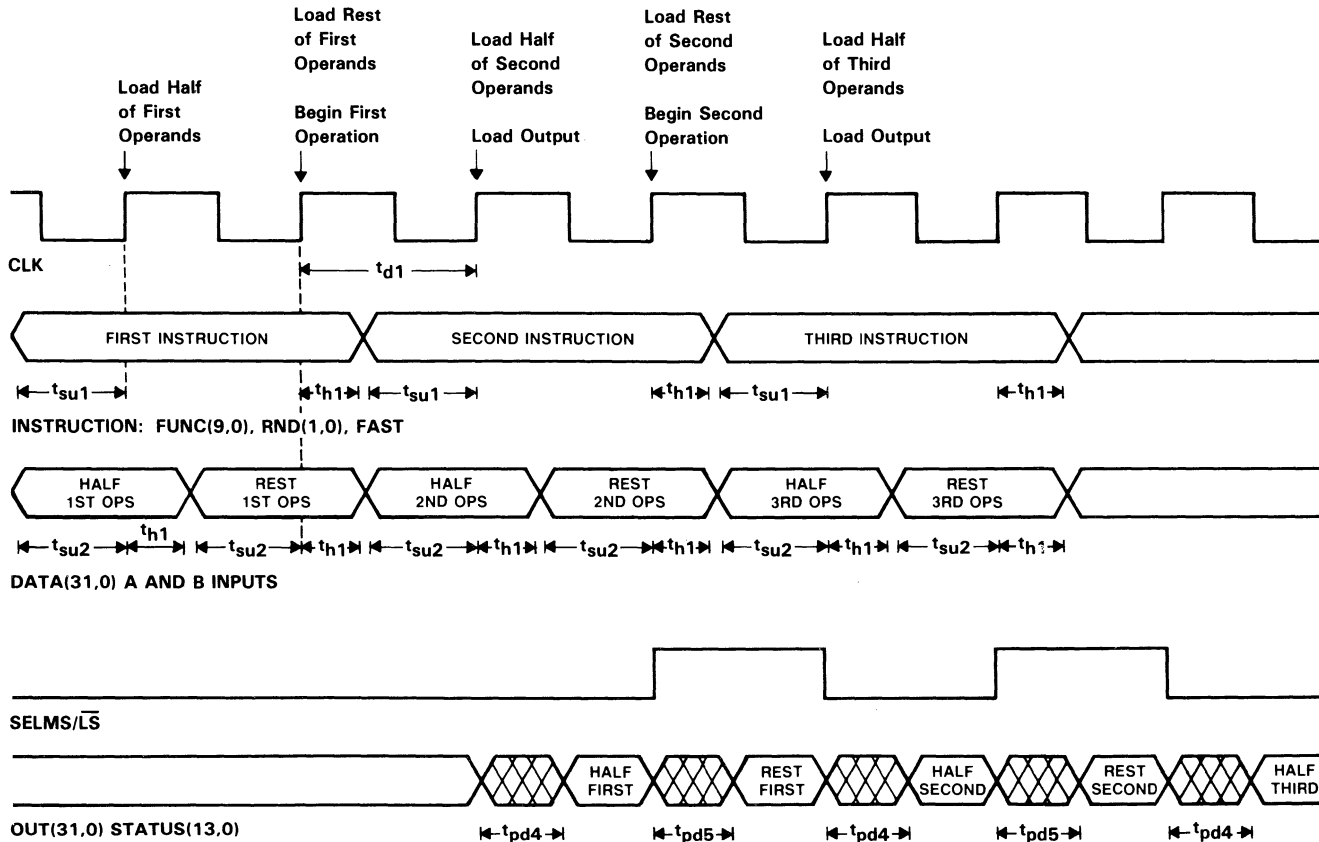 Load Rest
of First
Operands
Load Rest
of Second
Operands
Load Half
of Second
Operands
Load Half
of Third
Operands
Load Half
of First
Operands
Begin First
Operation
Load Output
Begin Second
Operation
Load Output
CLK
td1
FIRST INSTRUCTION
SECOND INSTRUCTION
THIRD INSTRUCTION
tsu1
th1
tsu1
th1
tsu1
th1
INSTRUCTION: FUNC(9,0), RND(1,0), FAST
HALF
1ST OPS
REST
1ST OPS
HALF
2ND OPS
REST
2ND OPS
HALF
3RD OPS
REST
3RD OPS
tsu2
th1
tsu2
th1
tsu2
th1
tsu2
th1
tsu2
th1
tsu2
th1
DATA(31,0) A AND B INPUTS
SELMS/L̅S̅
HALF
FIRST
REST
FIRST
HALF
SECOND
REST
SECOND
HALF
THIRD
OUT(31,0) STATUS(13,0)
tpd4
tpd5
tpd4
tpd5
tpd4